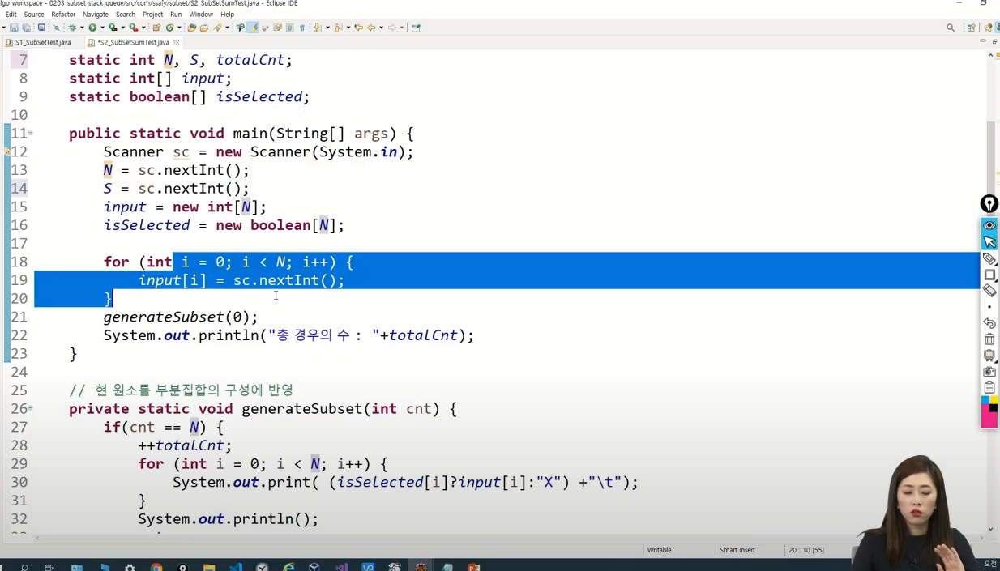 lgo_workspace - 0203_subset_stack_queue/src/com/ssafy/subset/S2_SubSetSumTest.java - Eclipse IDE
Edit Source Refactor Navigate Search Project Run Window Help
S1_SubSetTest.java *S2_SubSetSumTest.java
7 static int N, S, totalCnt;
8 static int[] input;
9 static boolean[] isSelected;
10
11 public static void main(String[] args) {
12 Scanner sc = new Scanner(System.in);
13 N = sc.nextInt();
14 S = sc.nextInt();
15 input = new int[N];
16 isSelected = new boolean[N];
17
18 for (int i = 0; i < N; i++) {
19 input[i] = sc.nextInt();
20 }
21 generateSubset(0);
22 System.out.println("총 경우의 수 : "+totalCnt);
23 }
24
25 // 현 원소를 부분집합의 구성에 반영
26 private static void generateSubset(int cnt) {
27 if(cnt == N) {
28 ++totalCnt;
29 for (int i = 0; i < N; i++) {
30 System.out.print( (isSelected[i]?input[i]:"X") +"\t");
31 }
32 System.out.println();
Writable Smart Insert 20 : 10 [55]
오전